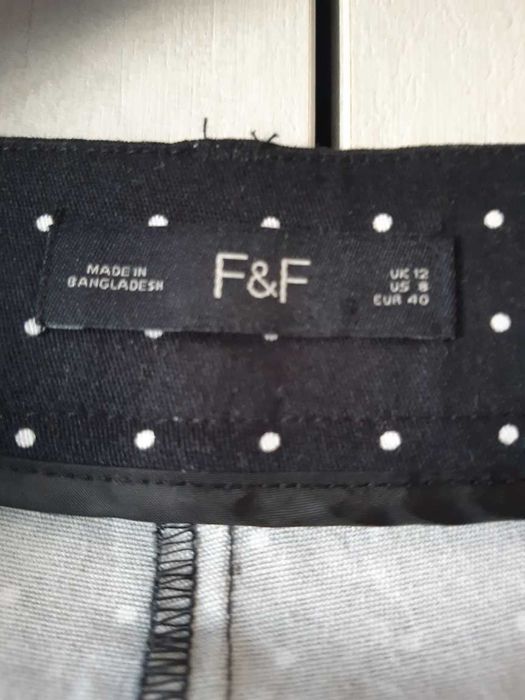 MADE IN
BANGLADESH
F&F
UK 12
US 8
EUR 40